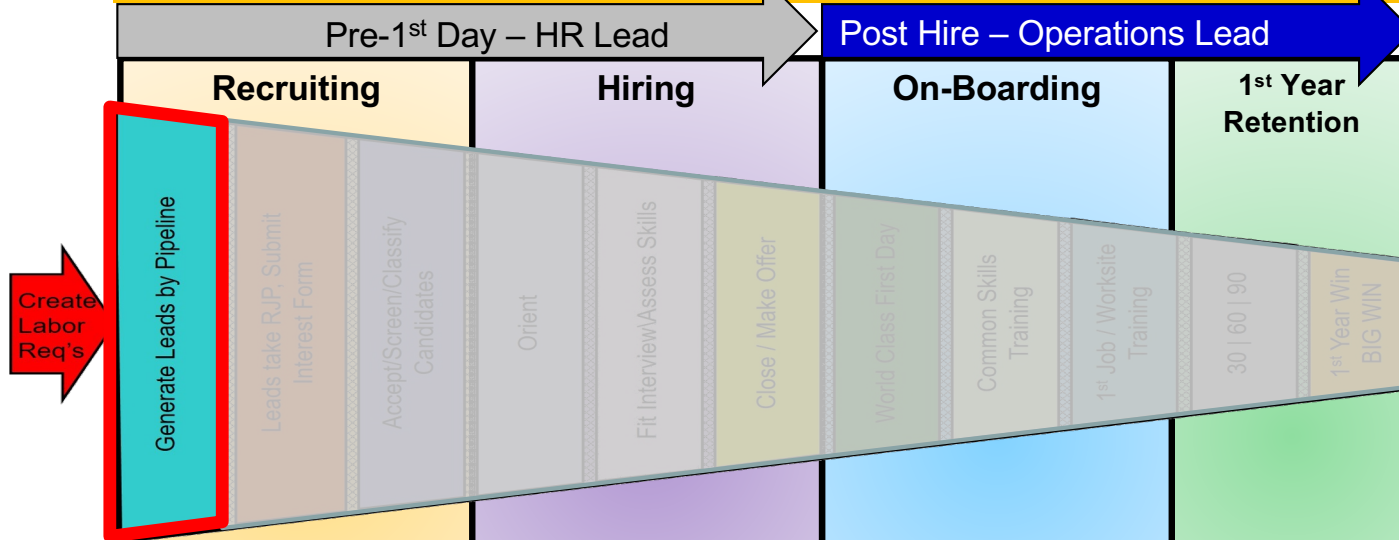 Pre-1st Day – HR Lead
Post Hire – Operations Lead
Recruiting
Hiring
On-Boarding
1st Year
Retention
Create
Labor
Req's
Generate Leads by Pipeline
Leads take RJP, Submit
Interest Form
Accept/Screen/Classify
Candidates
Orient
Fit Interview\Assess Skills
Close / Make Offer
World Class First Day
Common Skills
Training
1st Job / Worksite
Training
30 | 60 | 90
1st Year Win
BIG WIN